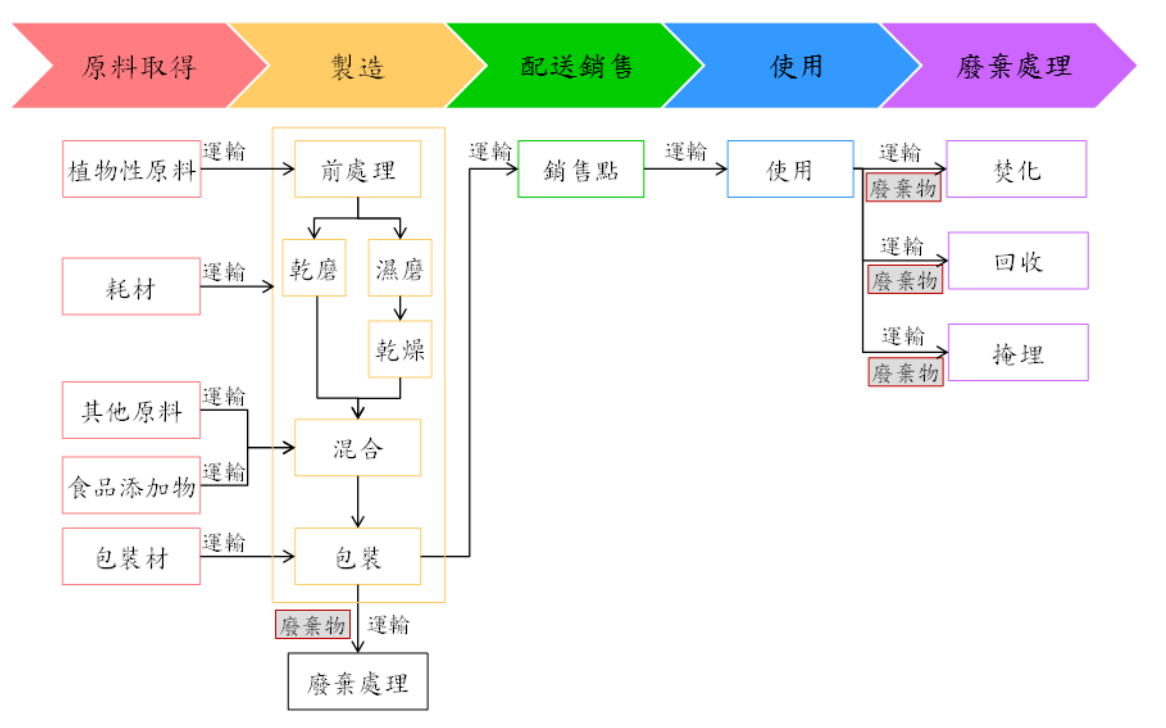 原料取得
製造
配送銷售
使用
廢棄處理
植物性原料
運輸
前處理
運輸
銷售點
運輸
使用
運輸
廢棄物
焚化
耗材
運輸
乾磨
濕磨
運輸
廢棄物
回收
乾燥
運輸
廢棄物
掩埋
其他原料
運輸
混合
食品添加物
運輸
包裝材
運輸
包裝
廢棄物
運輸
廢棄處理